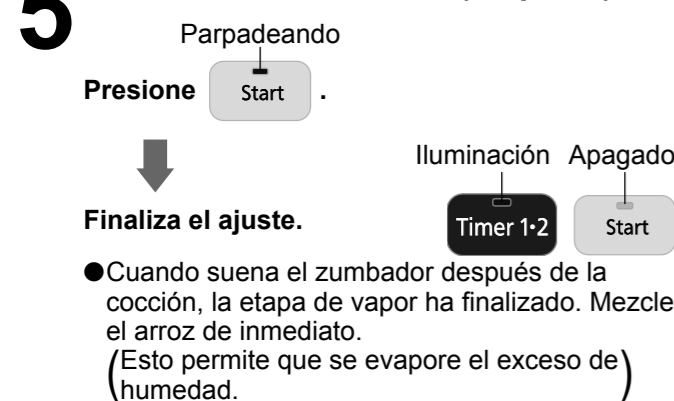 5
Parpadeando
Presione Start .
Iluminación Apagado
Finaliza el ajuste. Timer 1•2 Start
●Cuando suena el zumbador después de la
cocción, la etapa de vapor ha finalizado. Mezcle
el arroz de inmediato.
(Esto permite que se evapore el exceso de
humedad.)